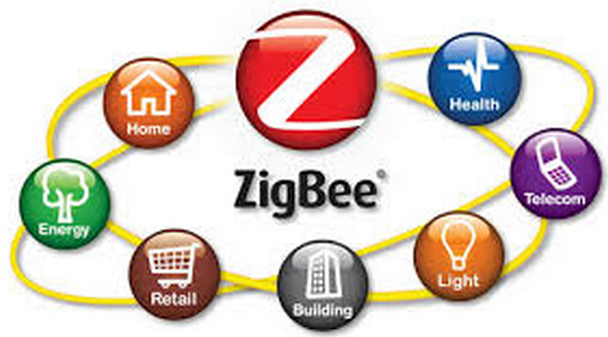 Home
Health
ZigBee®
Telecom
Energy
Light
Retail
Building